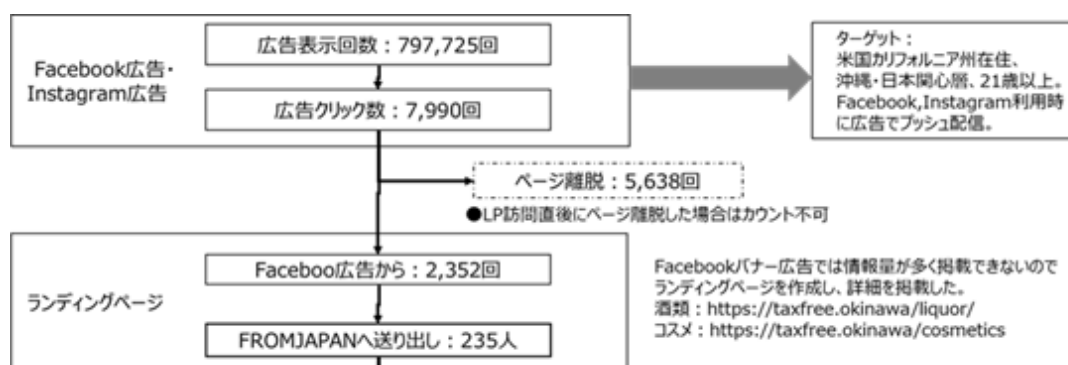 Facebook広告・
Instagram広告
広告表示回数：797,725回
広告クリック数：7,990回
ターゲット：
米国カリフォルニア州在住、
沖縄・日本関心層、21歳以上。
Facebook,Instagram利用時
に広告でプッシュ配信。
ページ離脱：5,638回
●LP訪問直後にページ離脱した場合はカウント不可
ランディングページ
Faceboo広告から：2,352回
FROMJAPANへ送り出し：235人
Facebookバナー広告では情報量が多く掲載できないので
ランディングページを作成し、詳細を掲載した。
酒類：https://taxfree.okinawa/liquor/
コスメ：https://taxfree.okinawa/cosmetics